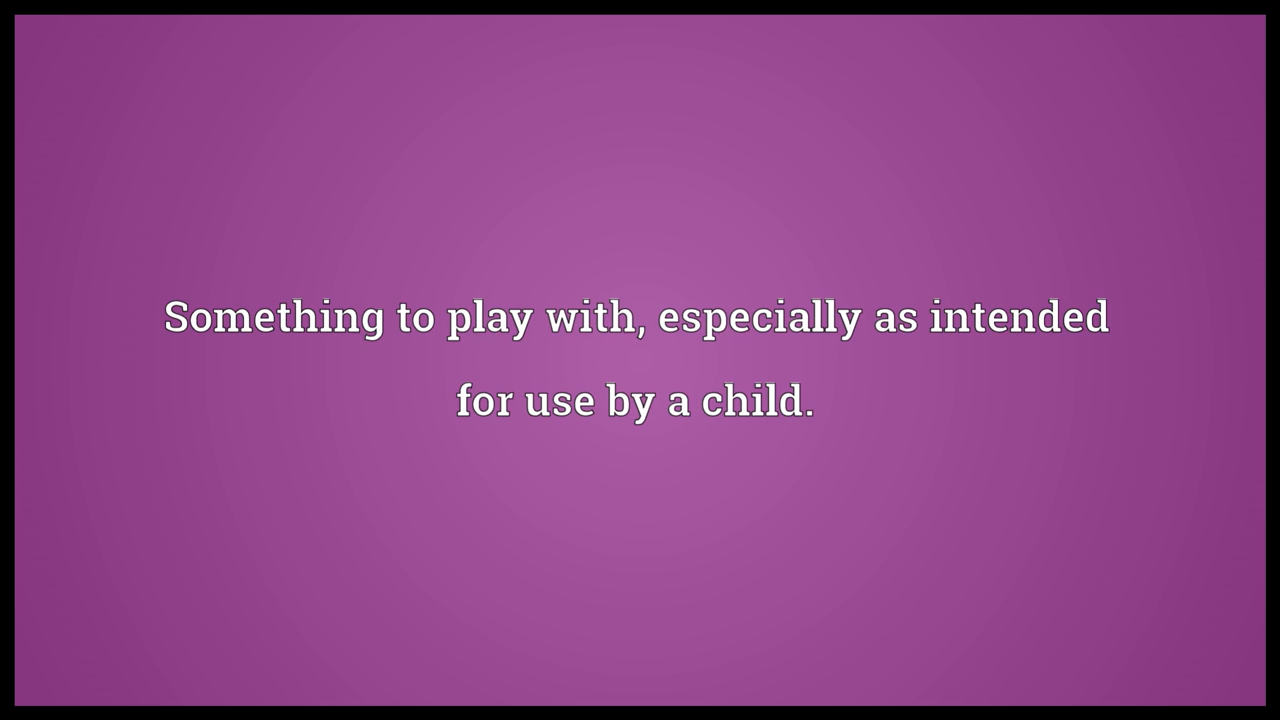 Something to play with, especially as intended
for use by a child.